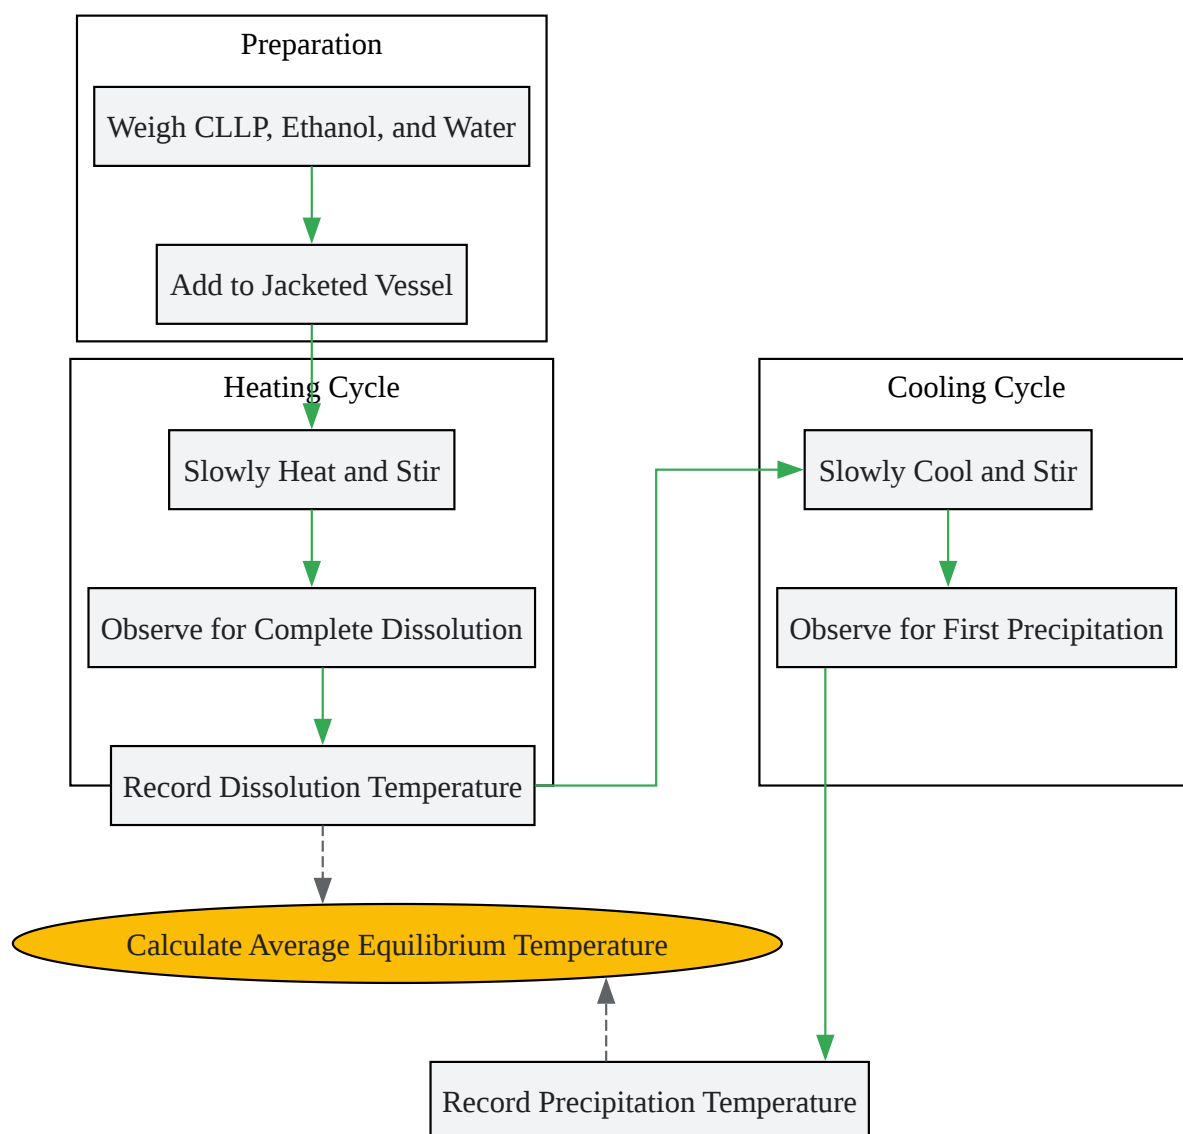 Preparation
Weigh CLLP, Ethanol, and Water
Add to Jacketed Vessel
Heating Cycle
Slowly Heat and Stir
Observe for Complete Dissolution
Record Dissolution Temperature
Cooling Cycle
Slowly Cool and Stir
Observe for First Precipitation
Calculate Average Equilibrium Temperature
Record Precipitation Temperature